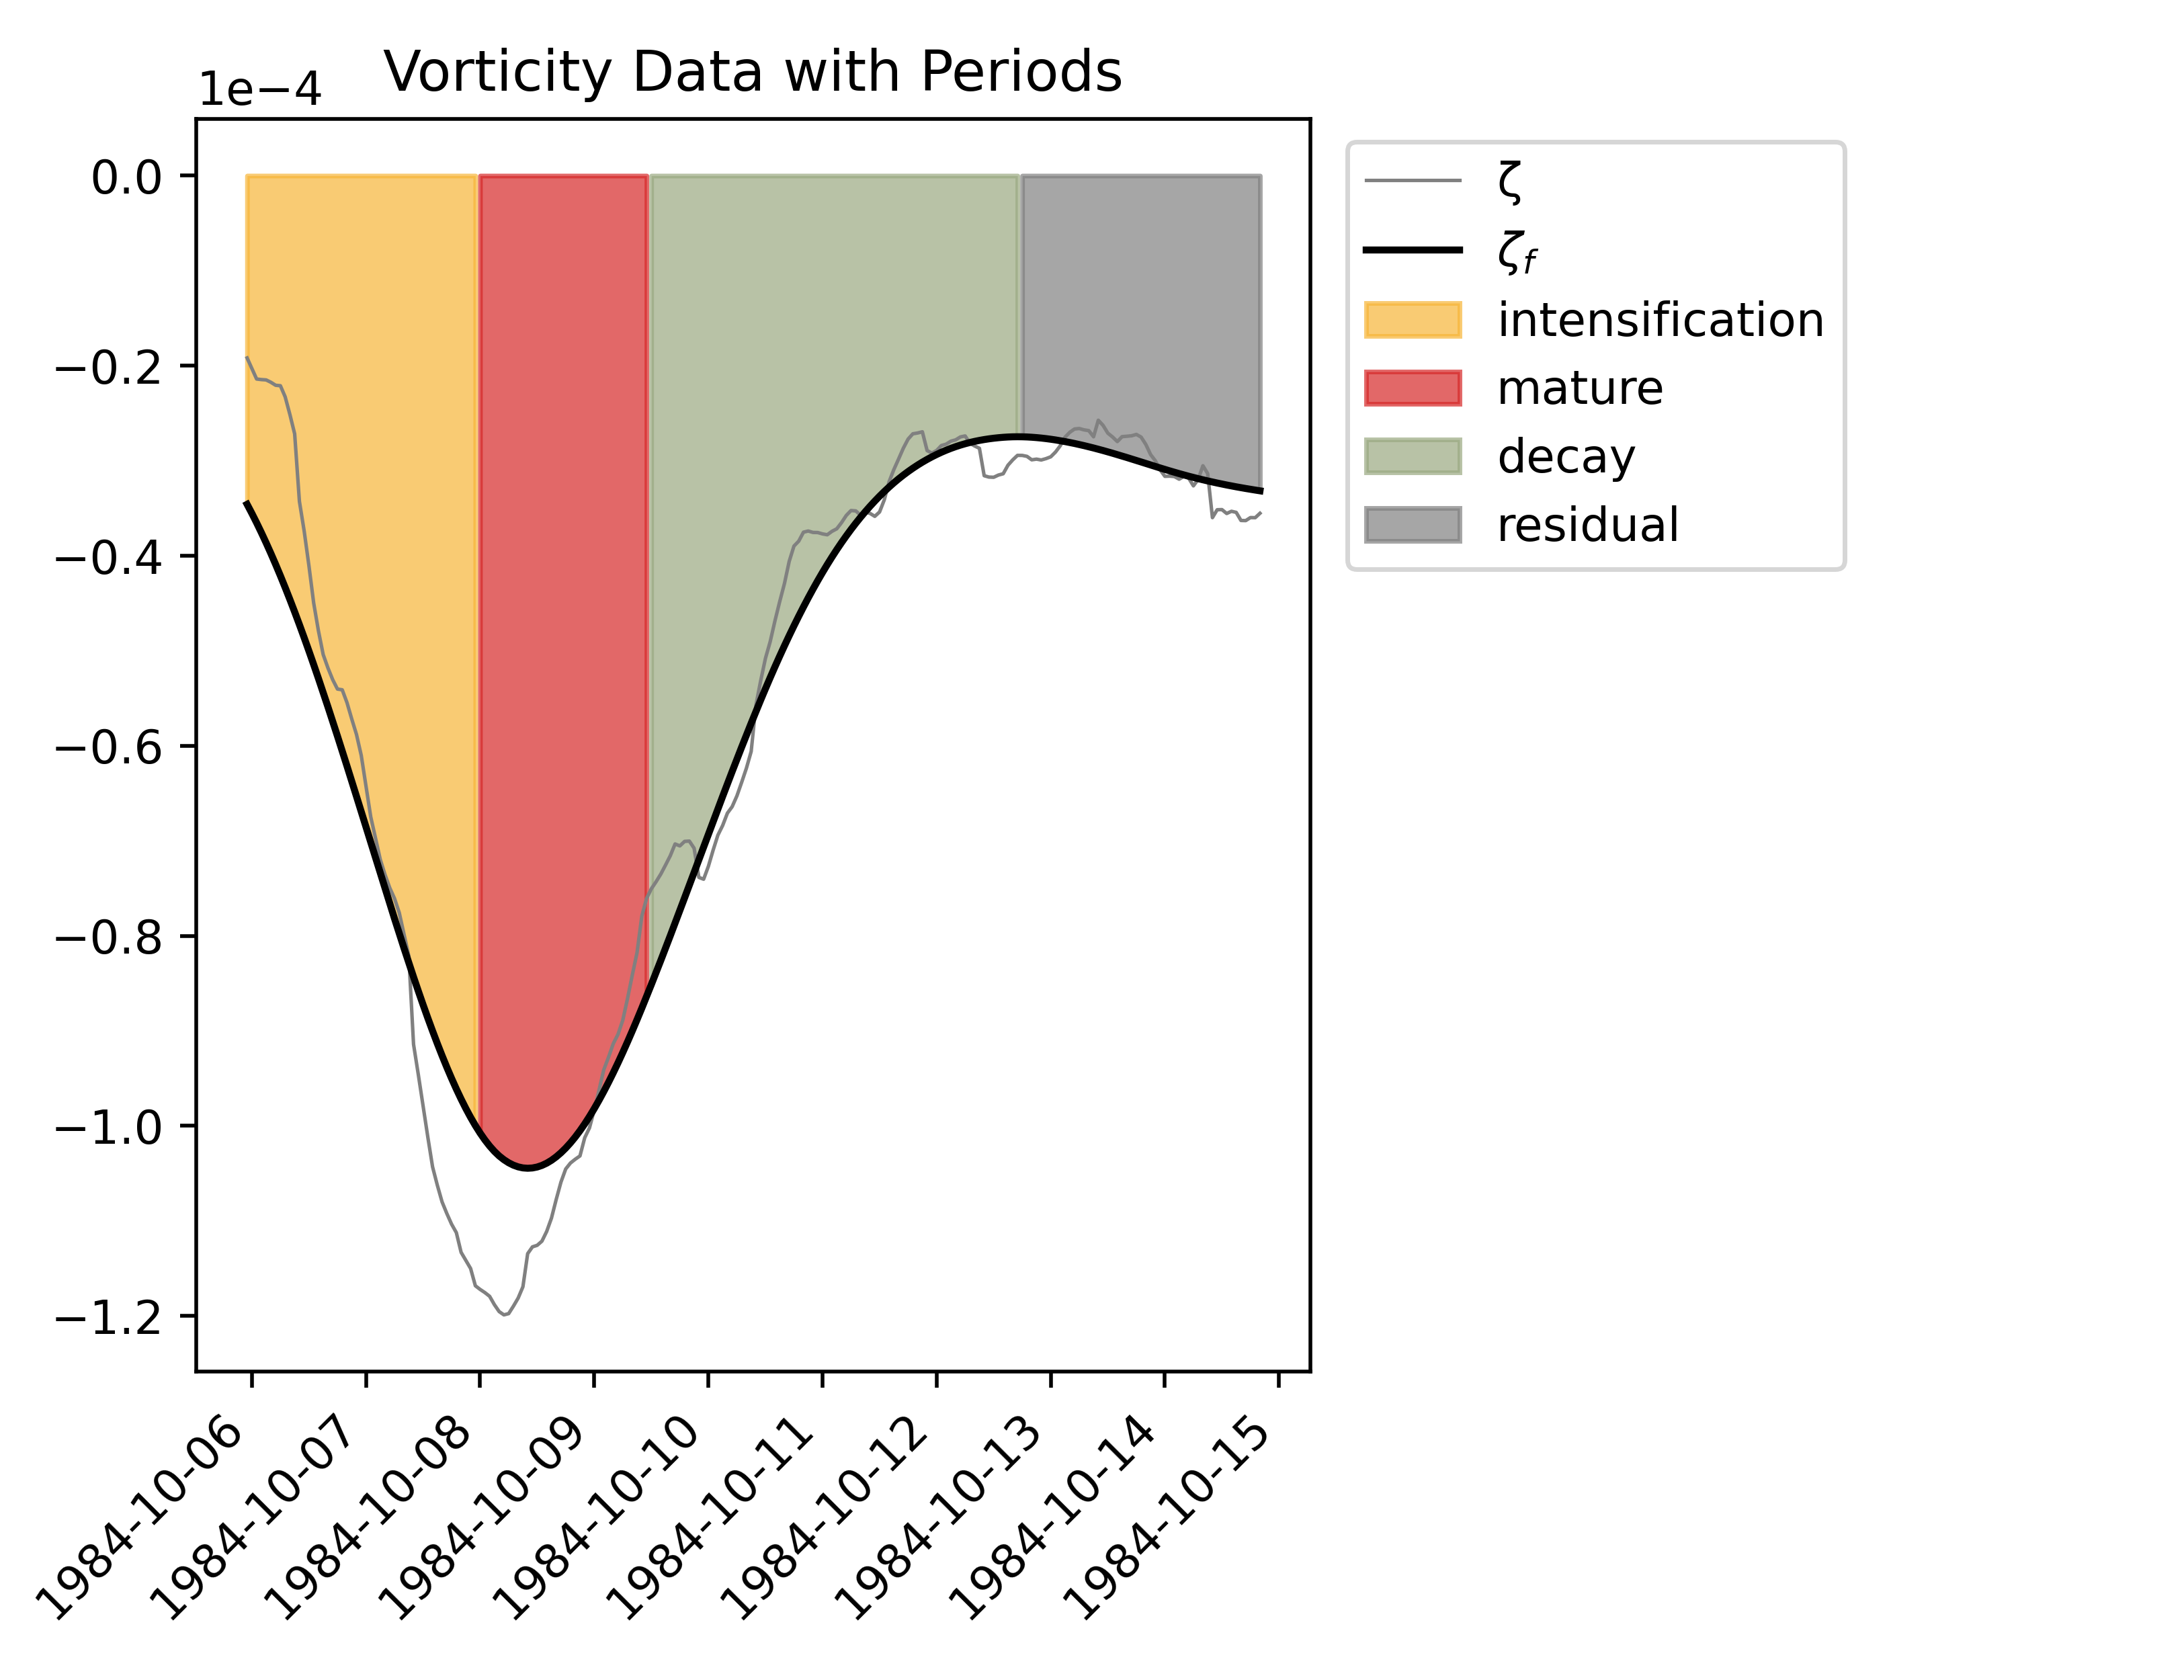 Vorticity Data with Periods
1e−4
0.0
−0.2
−0.4
−0.6
−0.8
−1.0
−1.2
1984-10-06
1984-10-07
1984-10-08
1984-10-09
1984-10-10
1984-10-11
1984-10-12
1984-10-13
1984-10-14
1984-10-15
ζ
ζf
intensification
mature
decay
residual